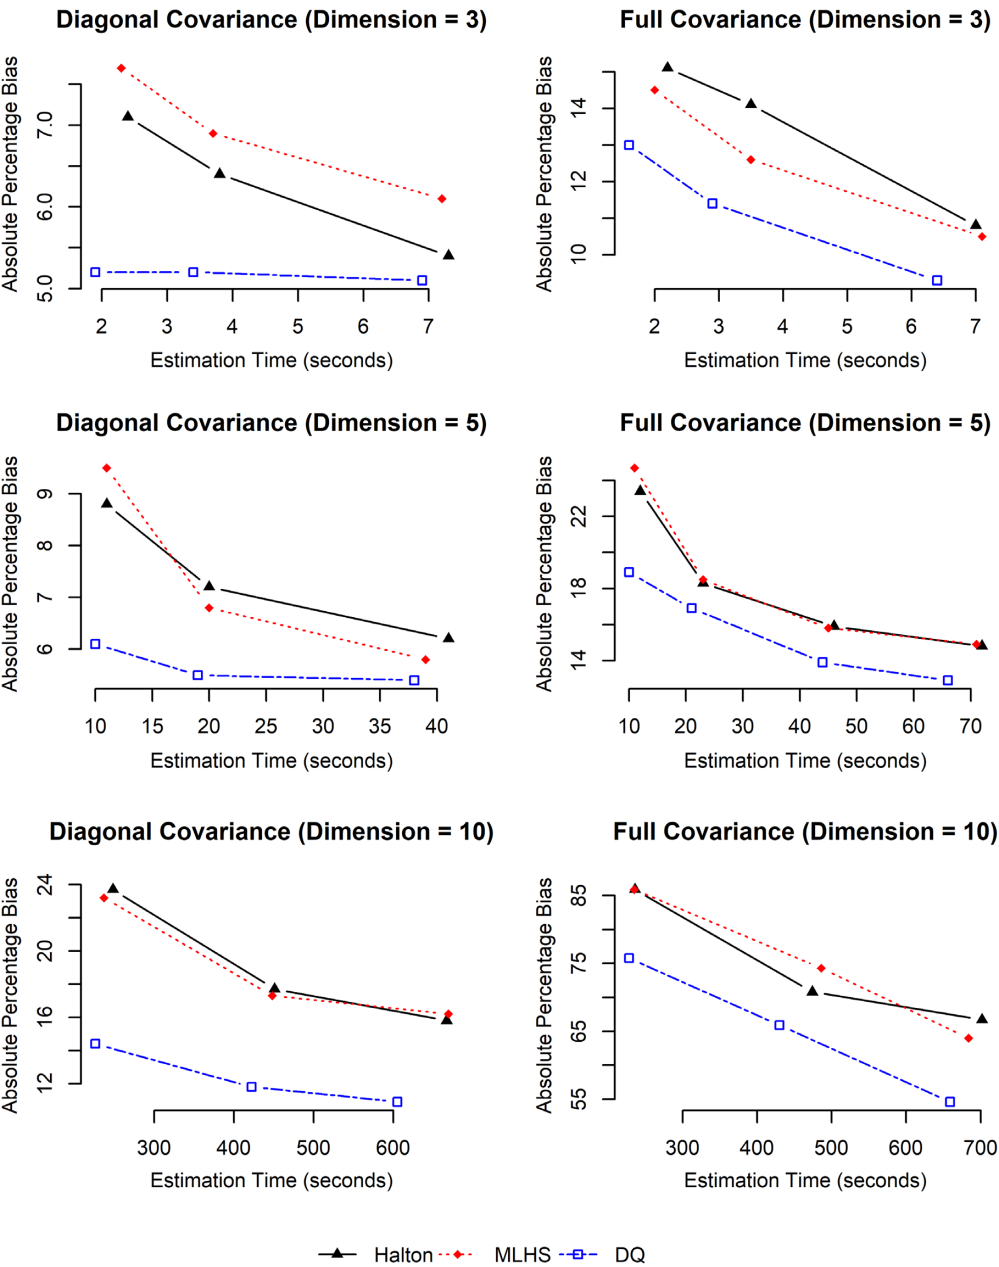 Diagonal Covariance (Dimension = 3)
Absolute Percentage Bias
7.0
6.0
5.0
2 3 4 5 6 7
Estimation Time (seconds)
Full Covariance (Dimension = 3)
Absolute Percentage Bias
14
12
10
2 3 4 5 6 7
Estimation Time (seconds)
Diagonal Covariance (Dimension = 5)
Absolute Percentage Bias
9
8
7
6
10 15 20 25 30 35 40
Estimation Time (seconds)
Full Covariance (Dimension = 5)
Absolute Percentage Bias
22
18
14
10 20 30 40 50 60 70
Estimation Time (seconds)
Diagonal Covariance (Dimension = 10)
Absolute Percentage Bias
24
20
16
12
300 400 500 600
Estimation Time (seconds)
Full Covariance (Dimension = 10)
Absolute Percentage Bias
85
75
65
55
300 400 500 600 700
Estimation Time (seconds)
Halton MLHS DQ